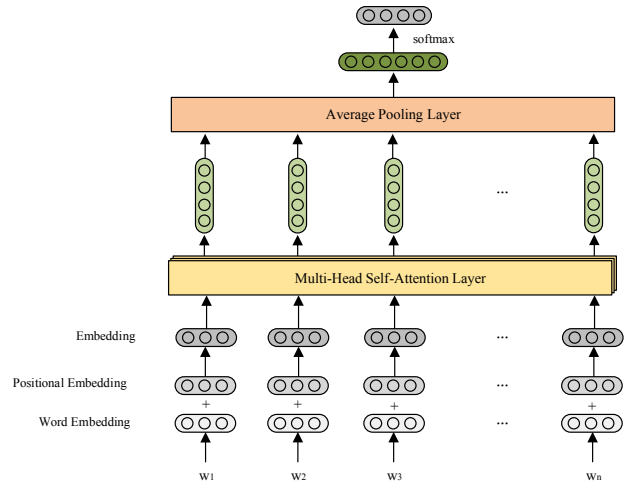 softmax
Average Pooling Layer
...
Multi-Head Self-Attention Layer
Embedding ...
Positional Embedding ...
+ + + +
Word Embedding ...
w1 w2 w3 wn